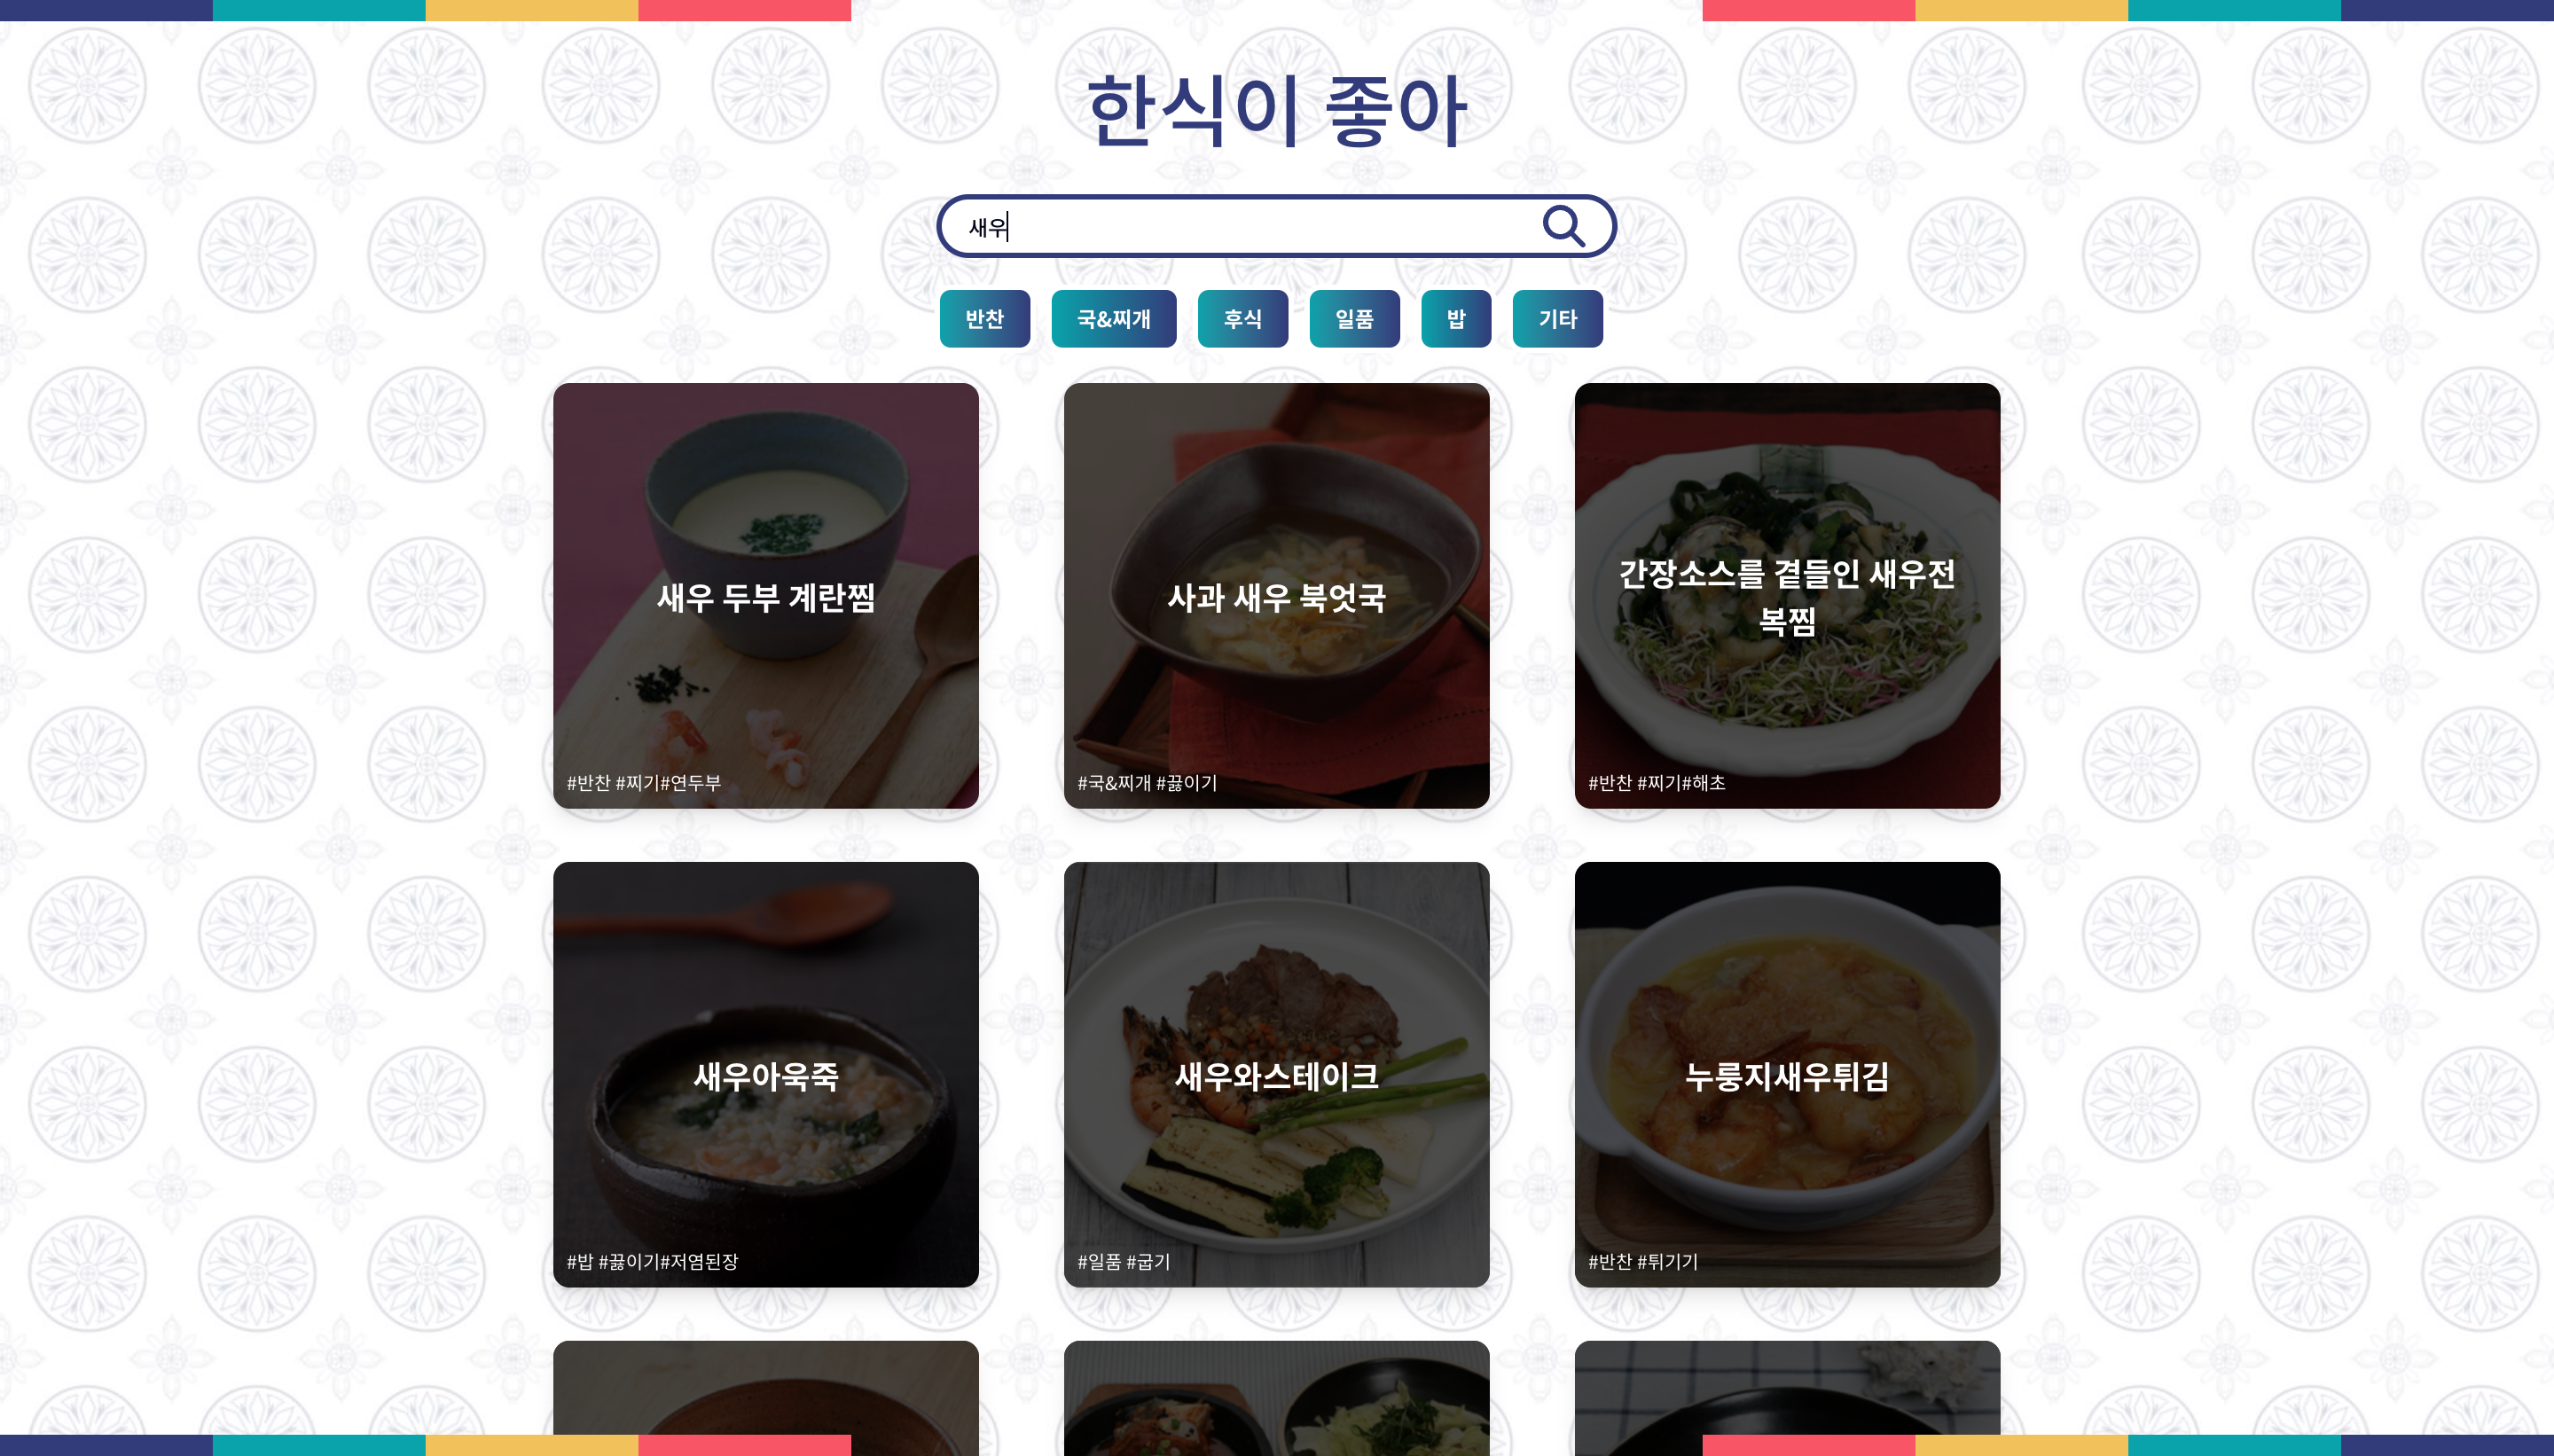 한식이 좋아
새우
반찬 국&찌개 후식 일품 밥 기타
새우 두부 계란찜
#반찬 #찌기#연두부
사과 새우 북엇국
#국&찌개 #끓이기
간장소스를 곁들인 새우전
복찜
#반찬 #찌기#해초
새우아욱죽
#밥 #끓이기#저염된장
새우와스테이크
#일품 #굽기
누룽지새우튀김
#반찬 #튀기기